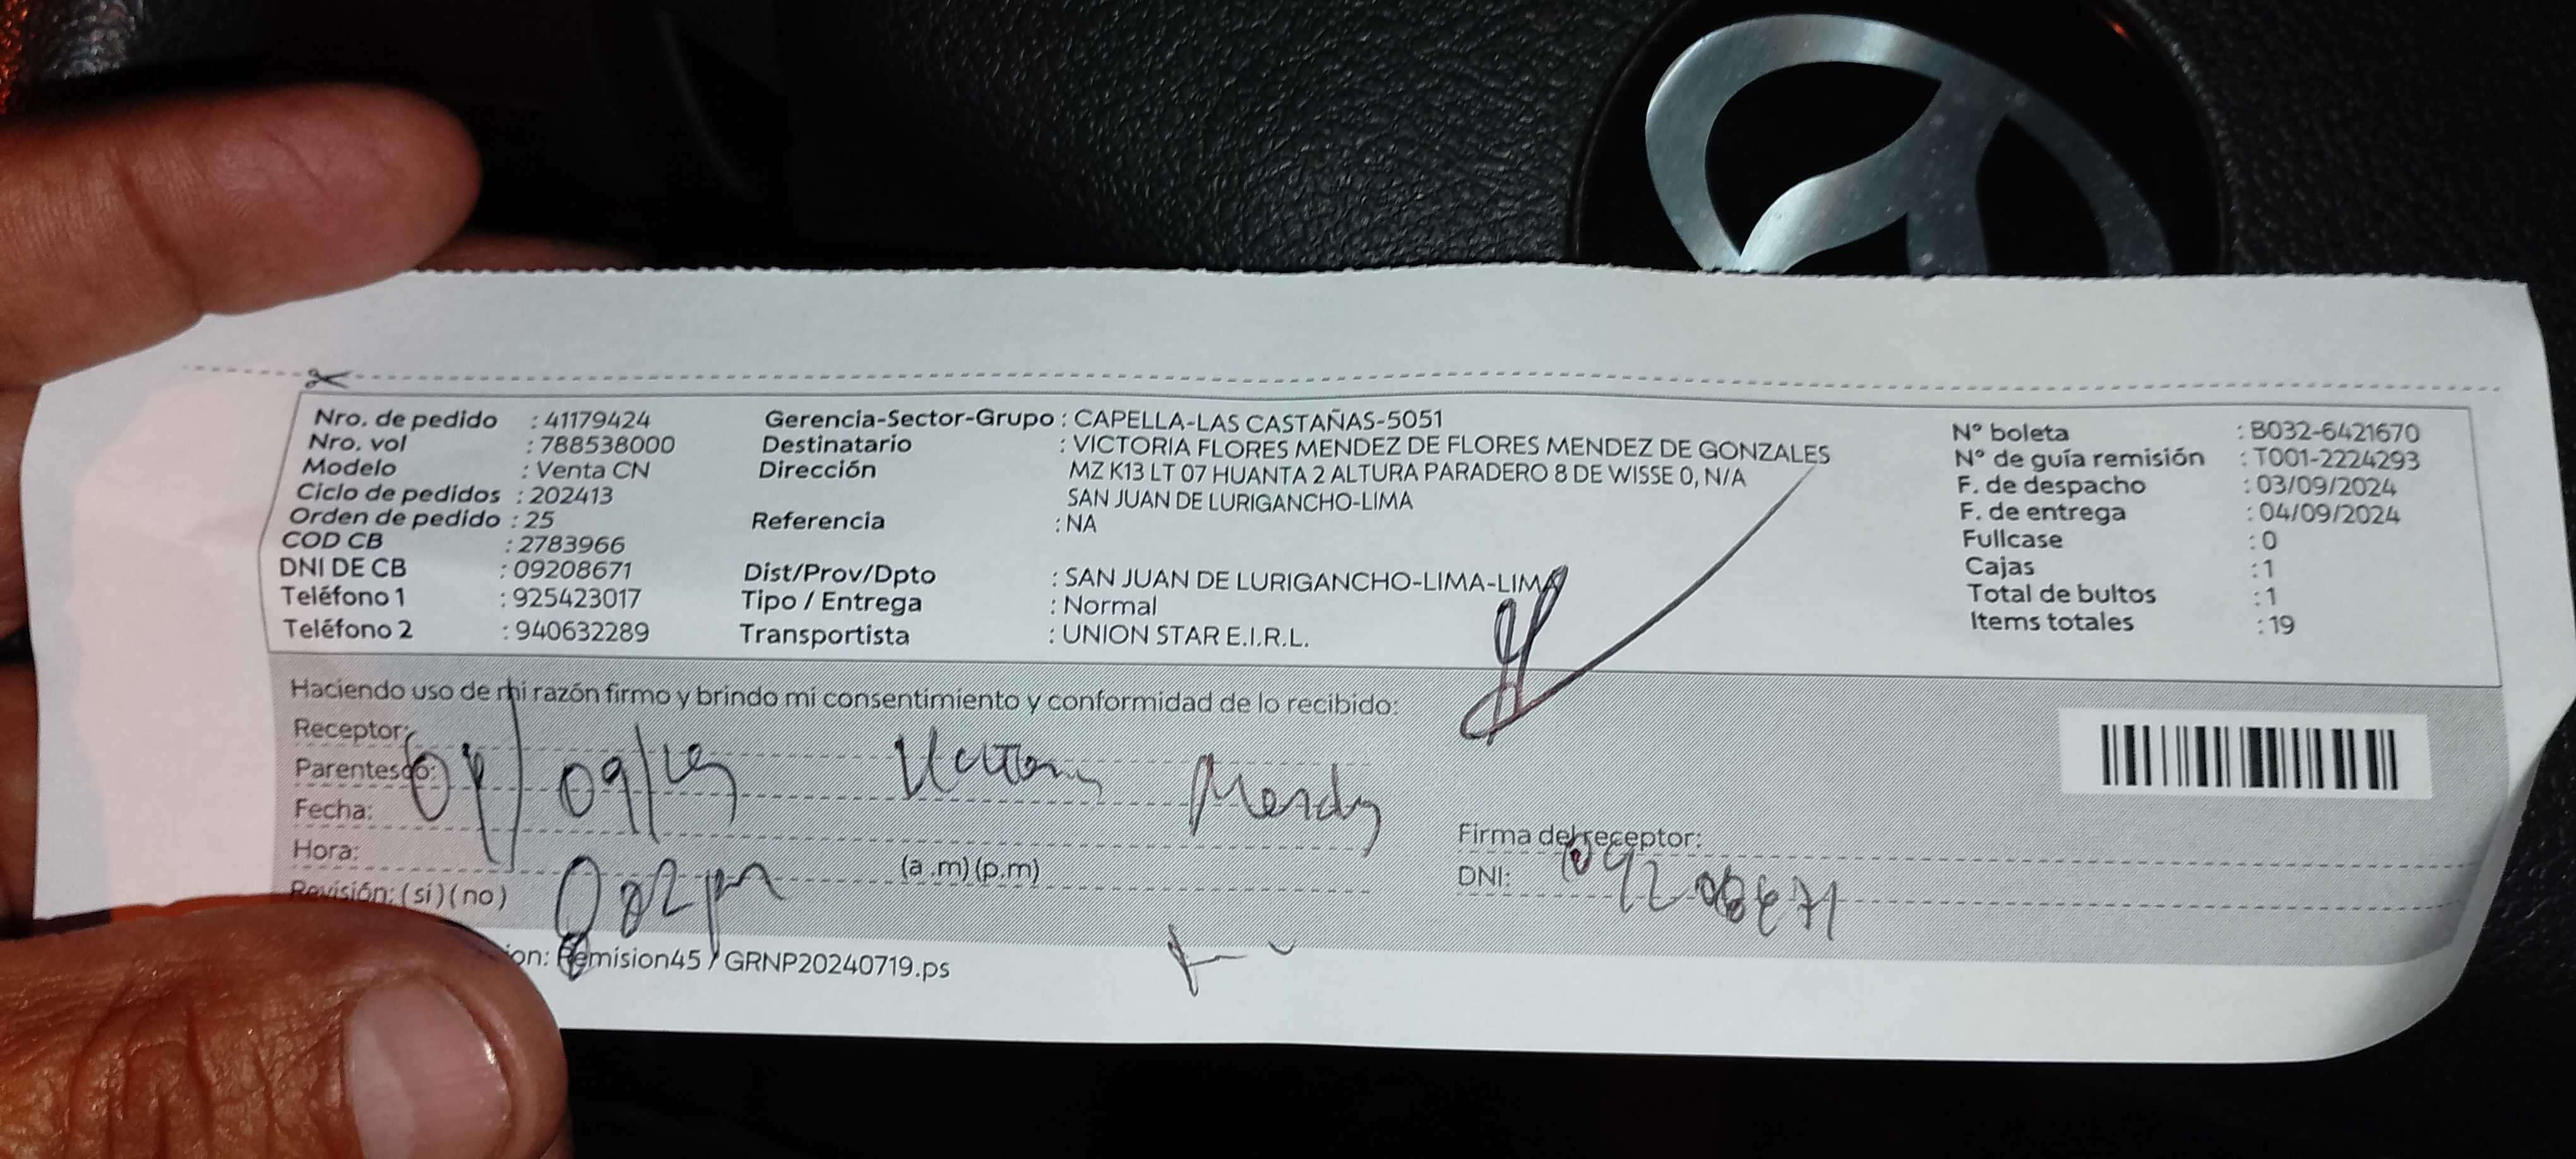 Nro. de pedido : 41179424
Nro. vol : 788538000
Modelo : Venta CN
Ciclo de pedidos : 202413
Orden de pedido : 25
COD CB : 2783966
DNI DE CB : 09208671
Teléfono 1 : 925423017
Teléfono 2 : 940632289
Gerencia-Sector-Grupo : CAPELLA-LAS CASTAÑAS-5051
Destinatario : VICTORIA FLORES MENDEZ DE FLORES MENDEZ DE GONZALES
Dirección MZ K13 LT 07 HUANTA 2 ALTURA PARADERO 8 DE WISSE 0, N/A
SAN JUAN DE LURIGANCHO-LIMA
Referencia : NA
Dist/Prov/Dpto : SAN JUAN DE LURIGANCHO-LIMA-LIMA
Tipo / Entrega : Normal
Transportista : UNION STAR E.I.R.L.
N° boleta : B032-6421670
N° de guía remisión : T001-2224293
F. de despacho : 03/09/2024
F. de entrega : 04/09/2024
Fullcase : 0
Cajas : 1
Total de bultos : 1
Items totales : 19
Haciendo uso de mi razón firmo y brindo mi consentimiento y conformidad de lo recibido:
Receptor:
Parentesco:
Fecha:
Hora: (a.m)(p.m)
Revisión: (si)(no)
Firma del receptor:
DNI: 09208671
ion: Remision45 / GRNP20240719.ps